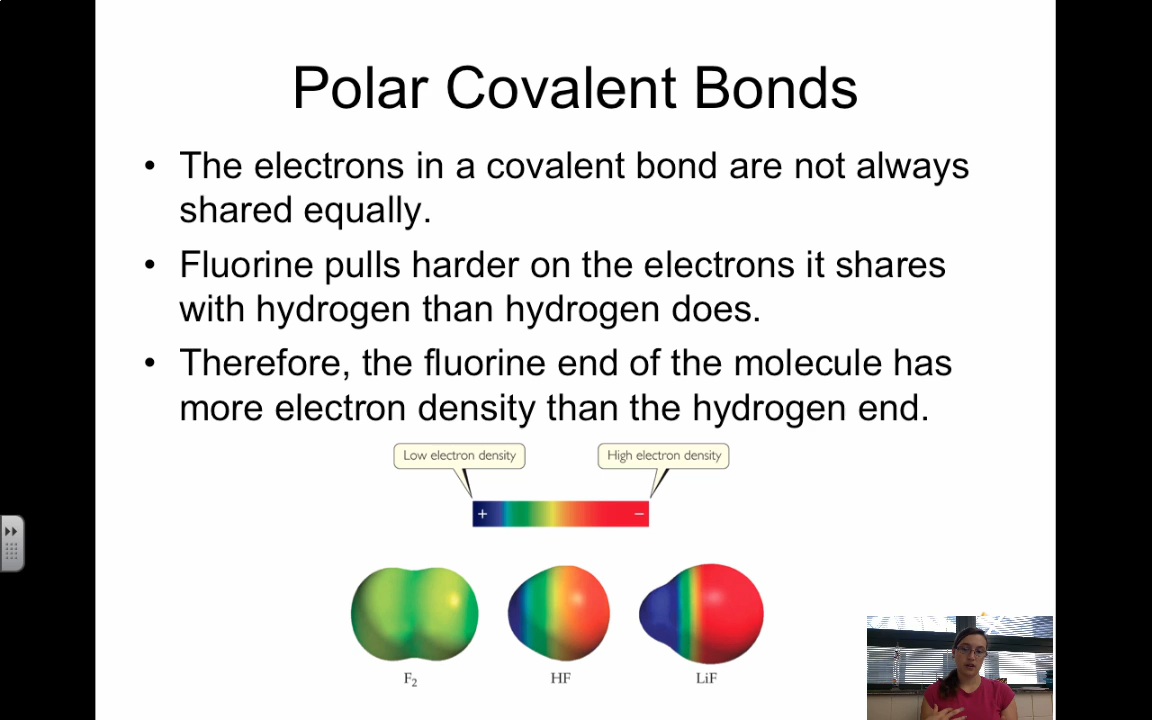 Polar Covalent Bonds
• The electrons in a covalent bond are not always
shared equally.
• Fluorine pulls harder on the electrons it shares
with hydrogen than hydrogen does.
• Therefore, the fluorine end of the molecule has
more electron density than the hydrogen end.
Low electron density
High electron density
+ −
F₂
HF
LiF